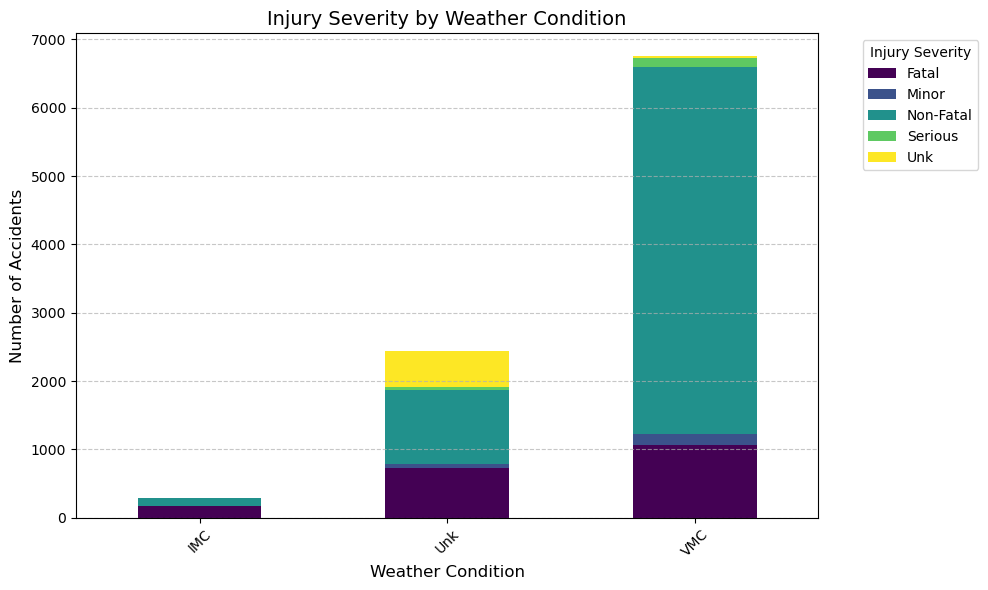 Injury Severity by Weather Condition
Number of Accidents
7000
6000
5000
4000
3000
2000
1000
0
IMC
Unk
VMC
Weather Condition
Injury Severity
Fatal
Minor
Non-Fatal
Serious
Unk